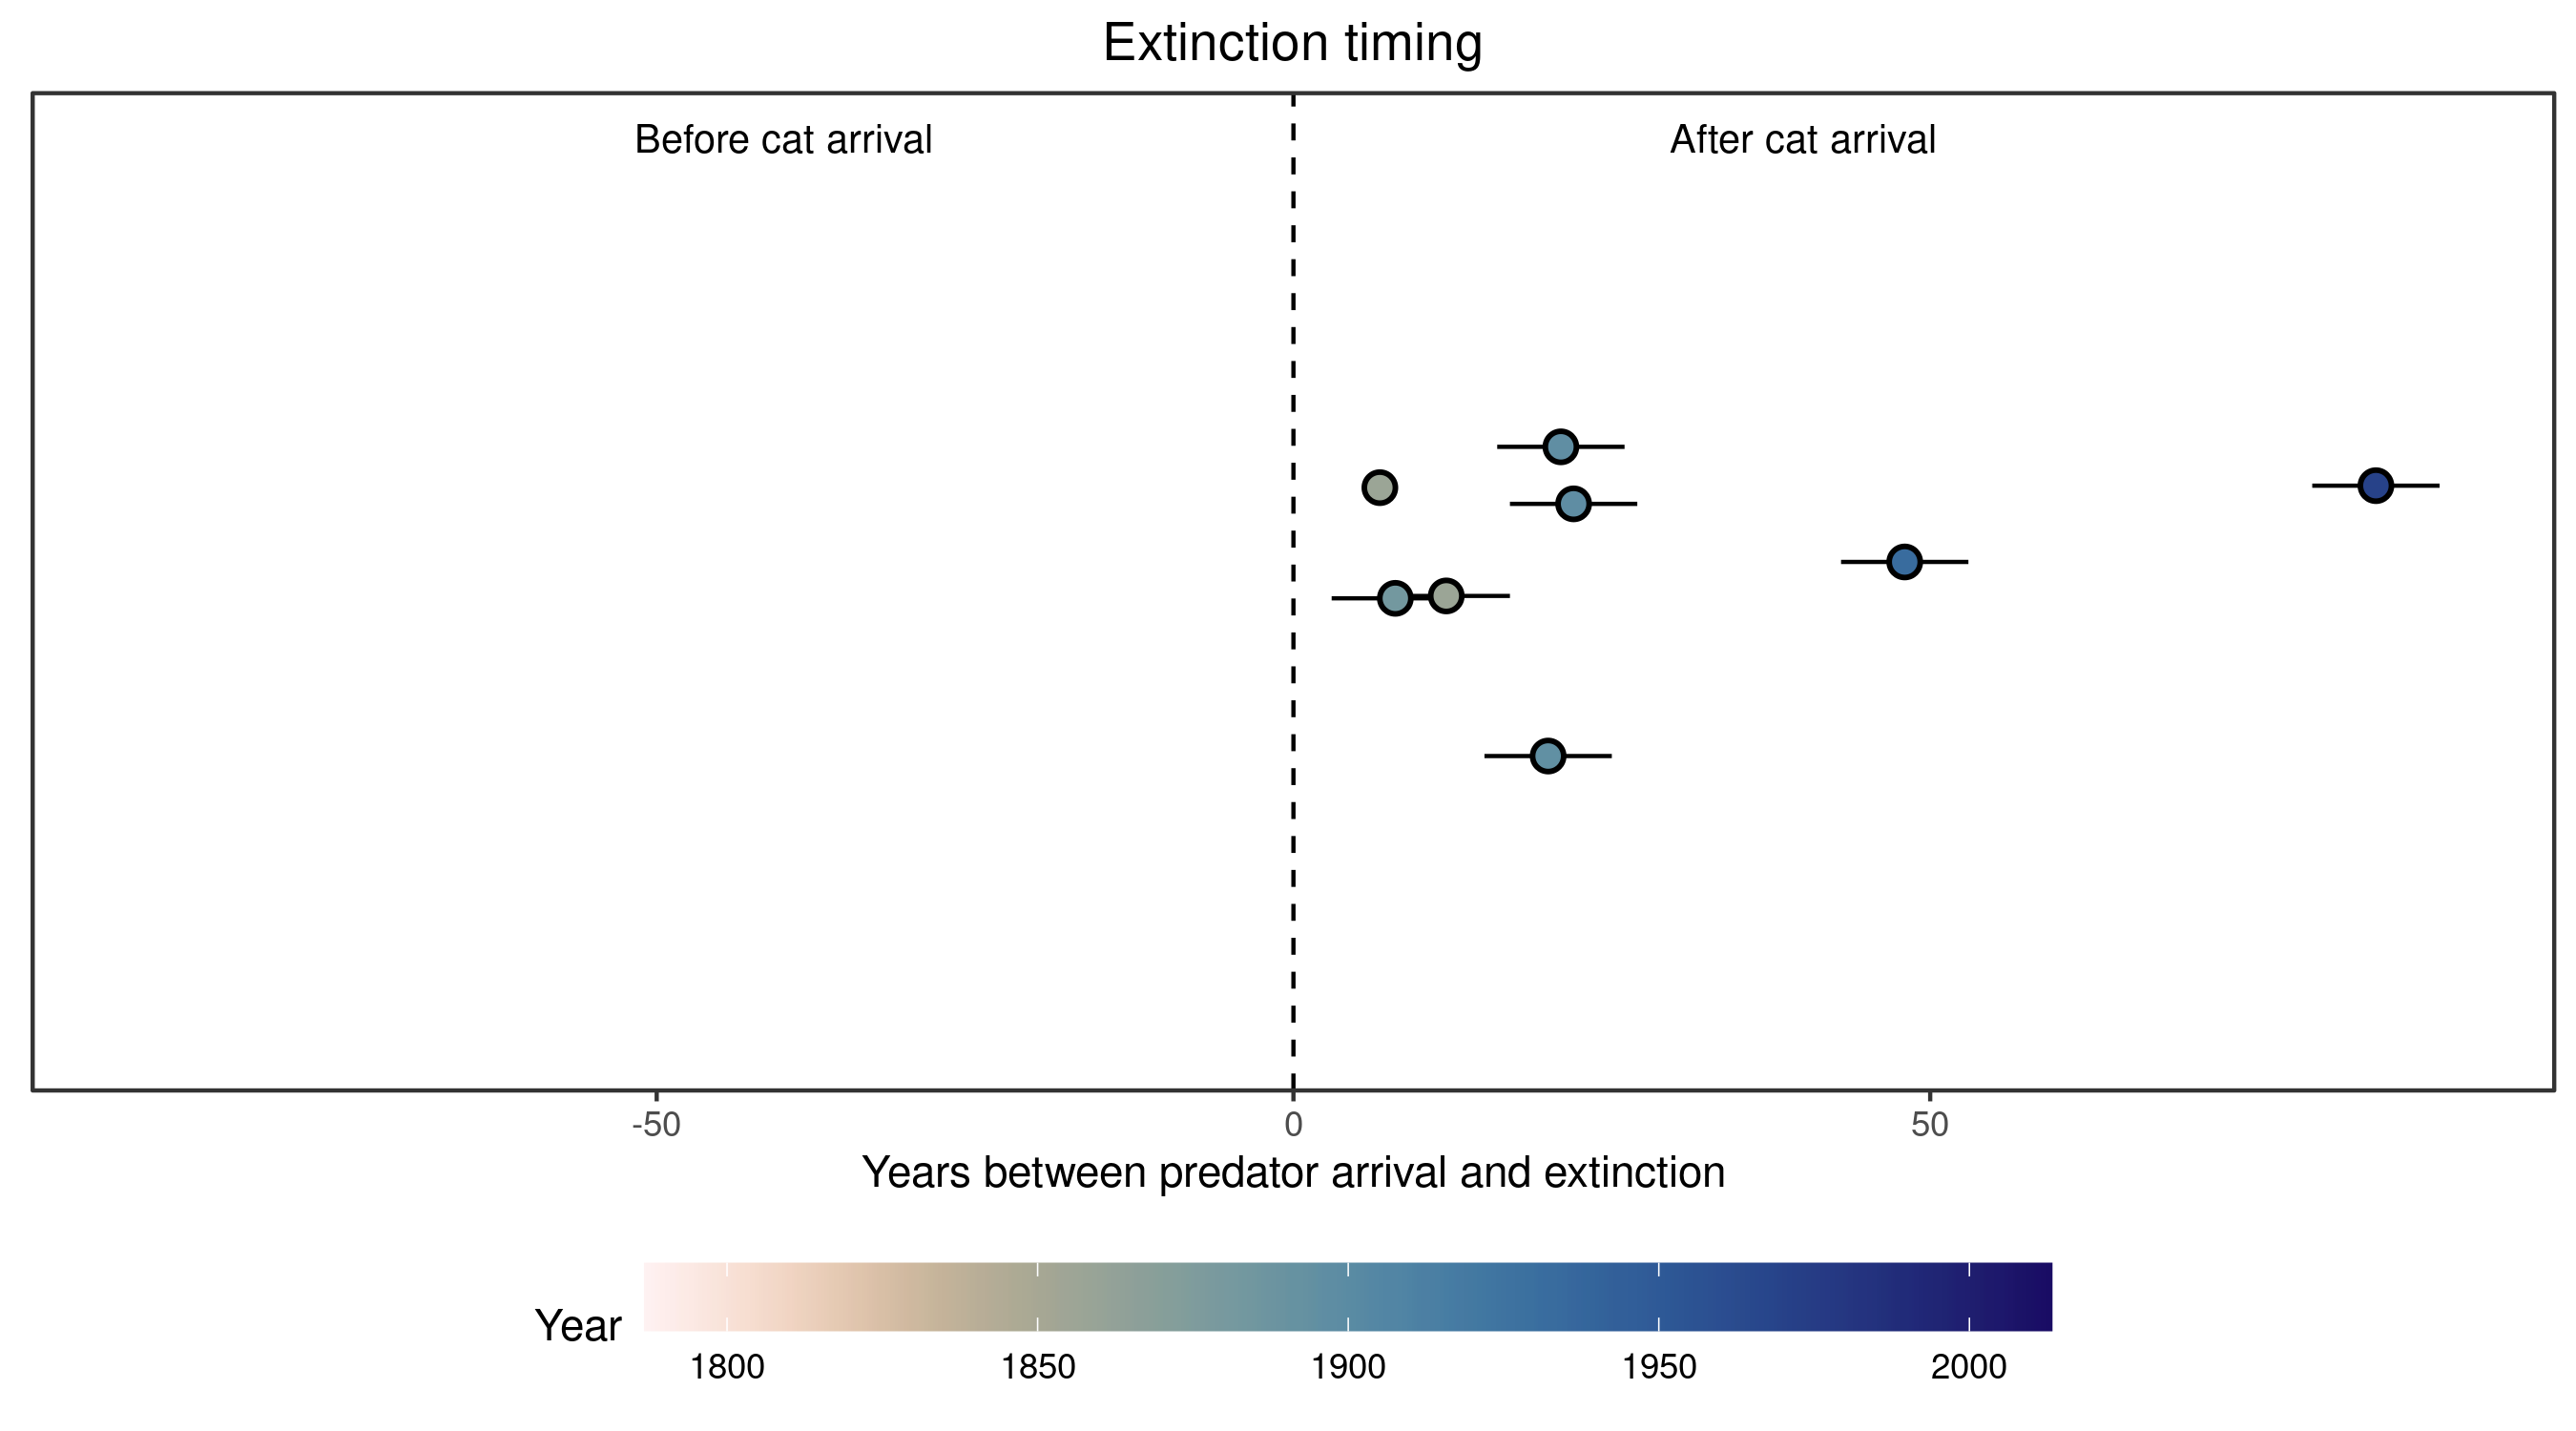 Extinction timing
Before cat arrival
After cat arrival
-50
0
50
Years between predator arrival and extinction
Year
1800
1850
1900
1950
2000